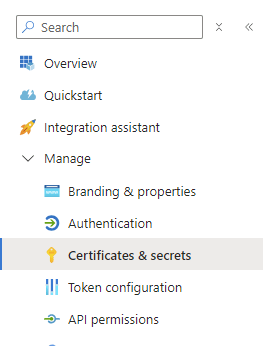 Search
Overview
Quickstart
Integration assistant
Manage
Branding & properties
Authentication
Certificates & secrets
Token configuration
API permissions